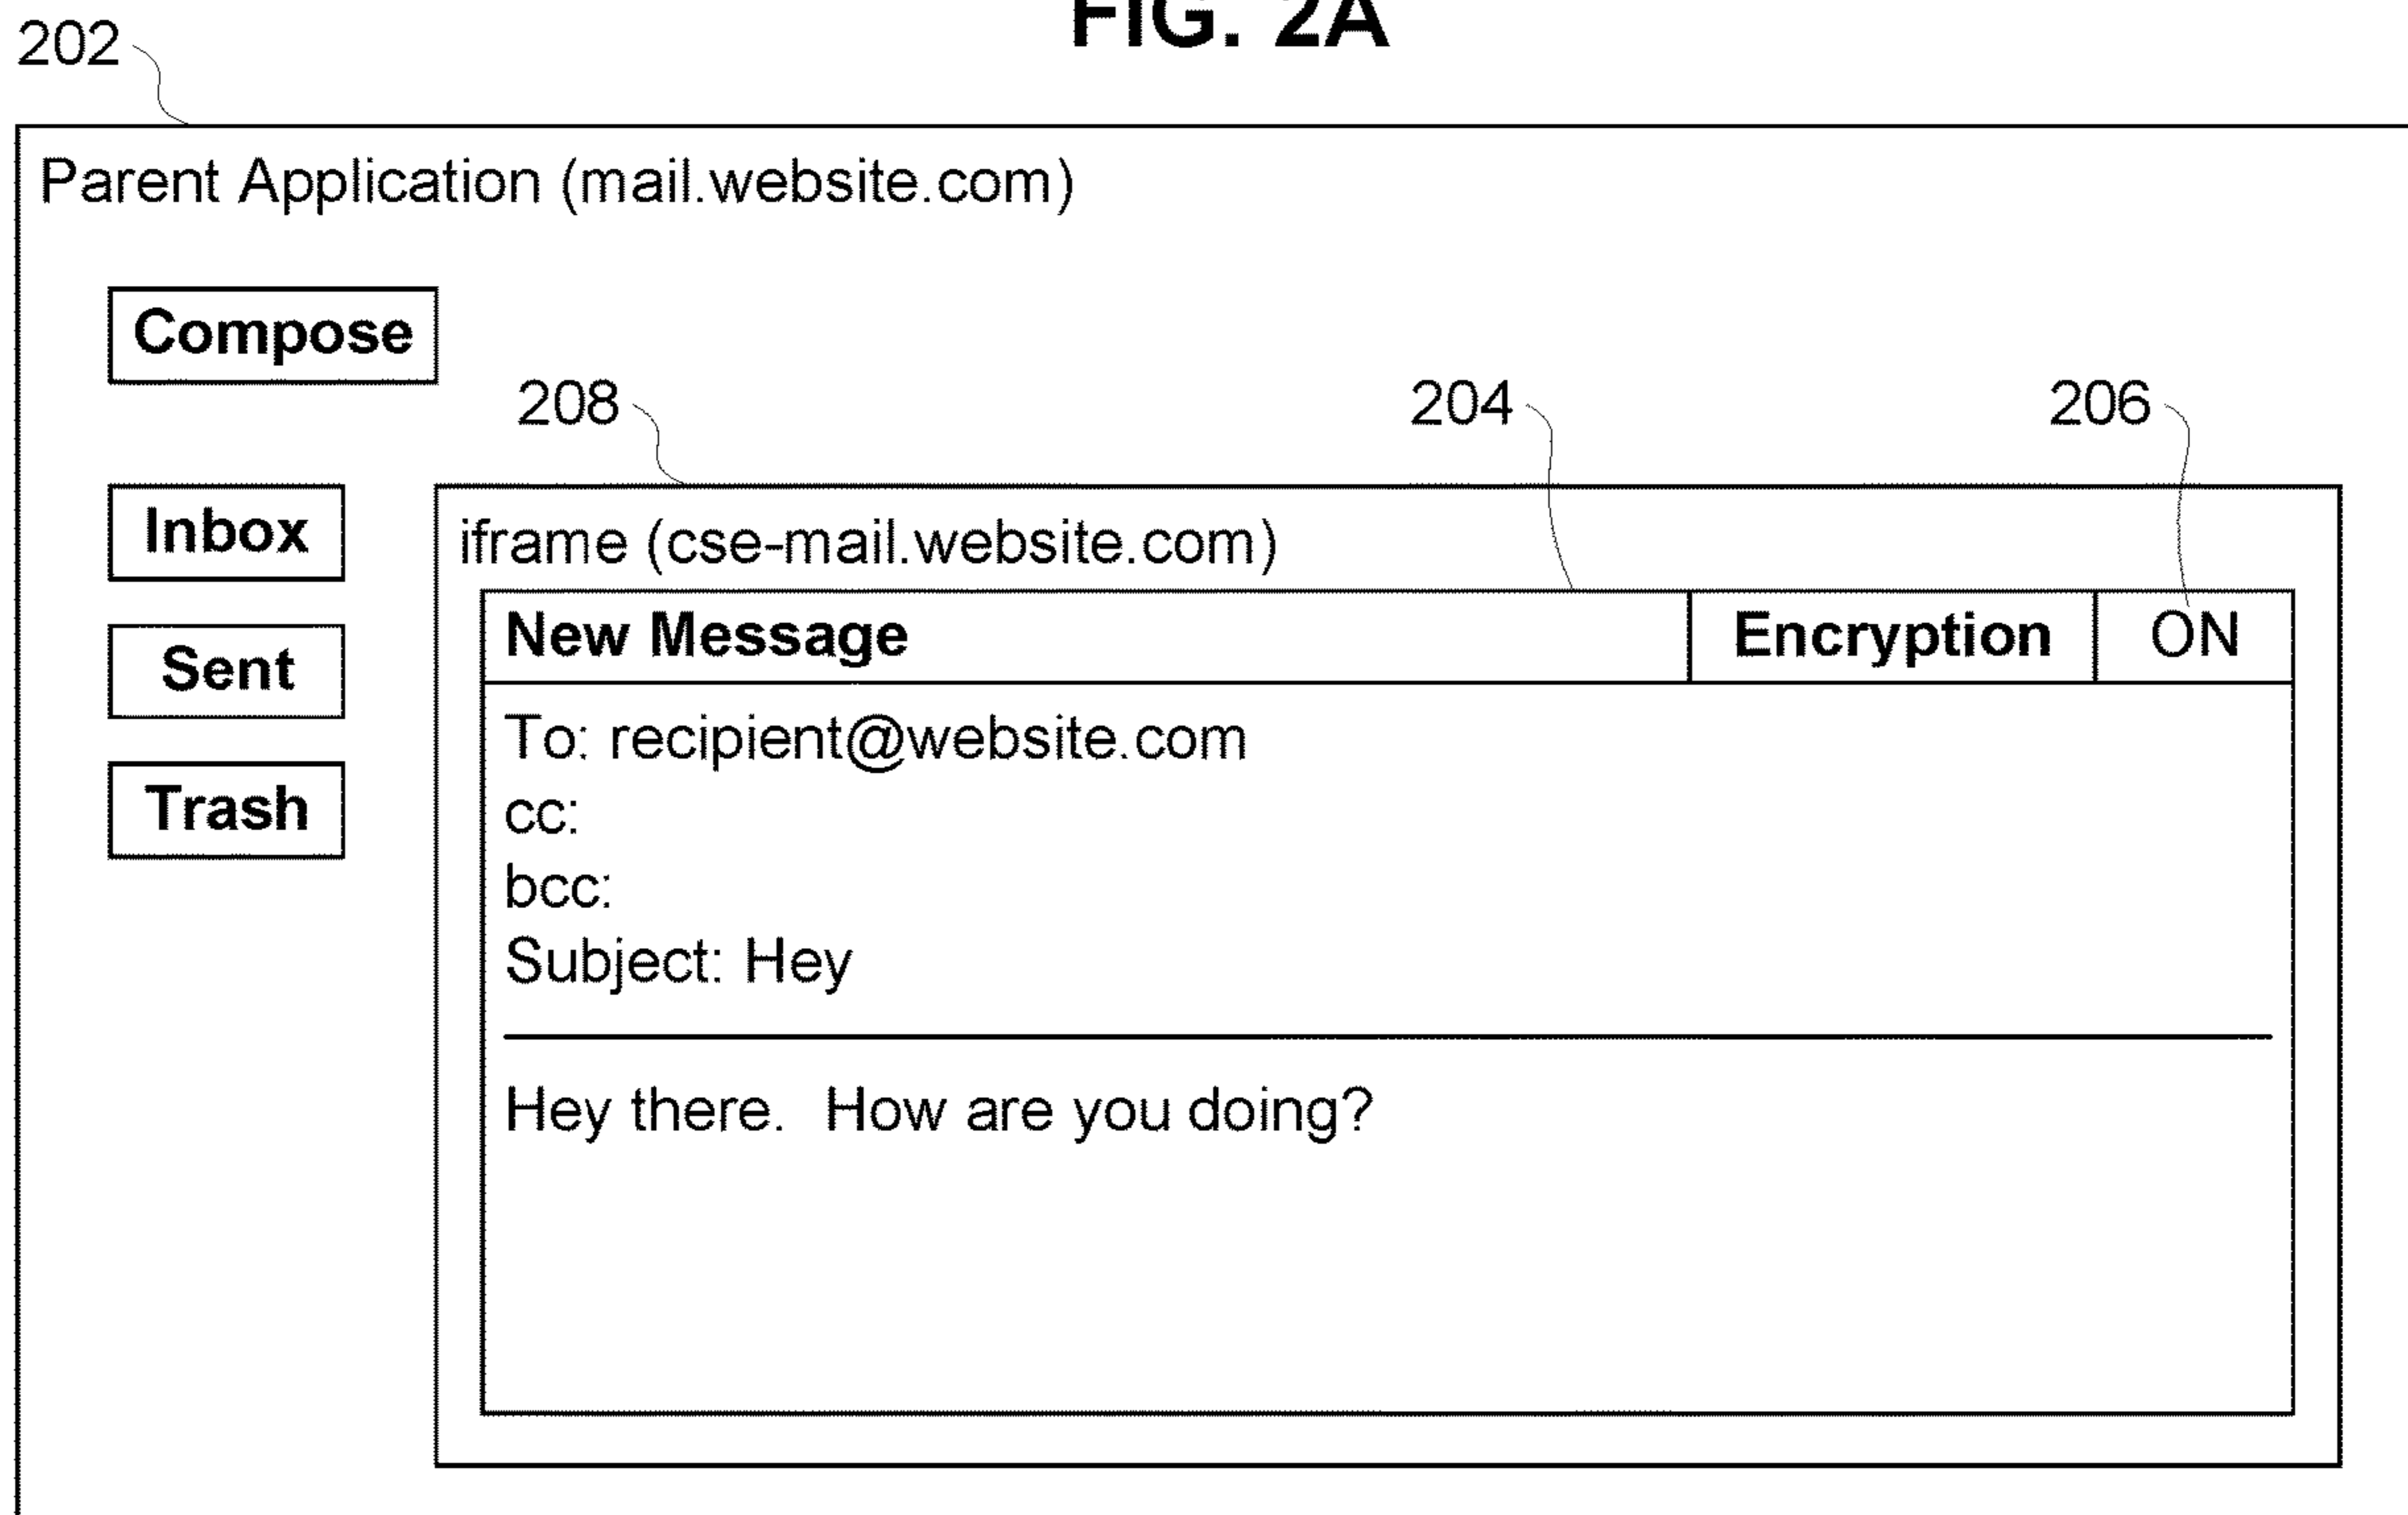 FIG. 2A
202
Parent Application (mail.website.com)
Compose
208
204
206
Inbox
iframe (cse-mail.website.com)
New Message
Encryption
ON
Sent
To: recipient@website.com
Trash
cc:
bcc:
Subject: Hey
Hey there. How are you doing?